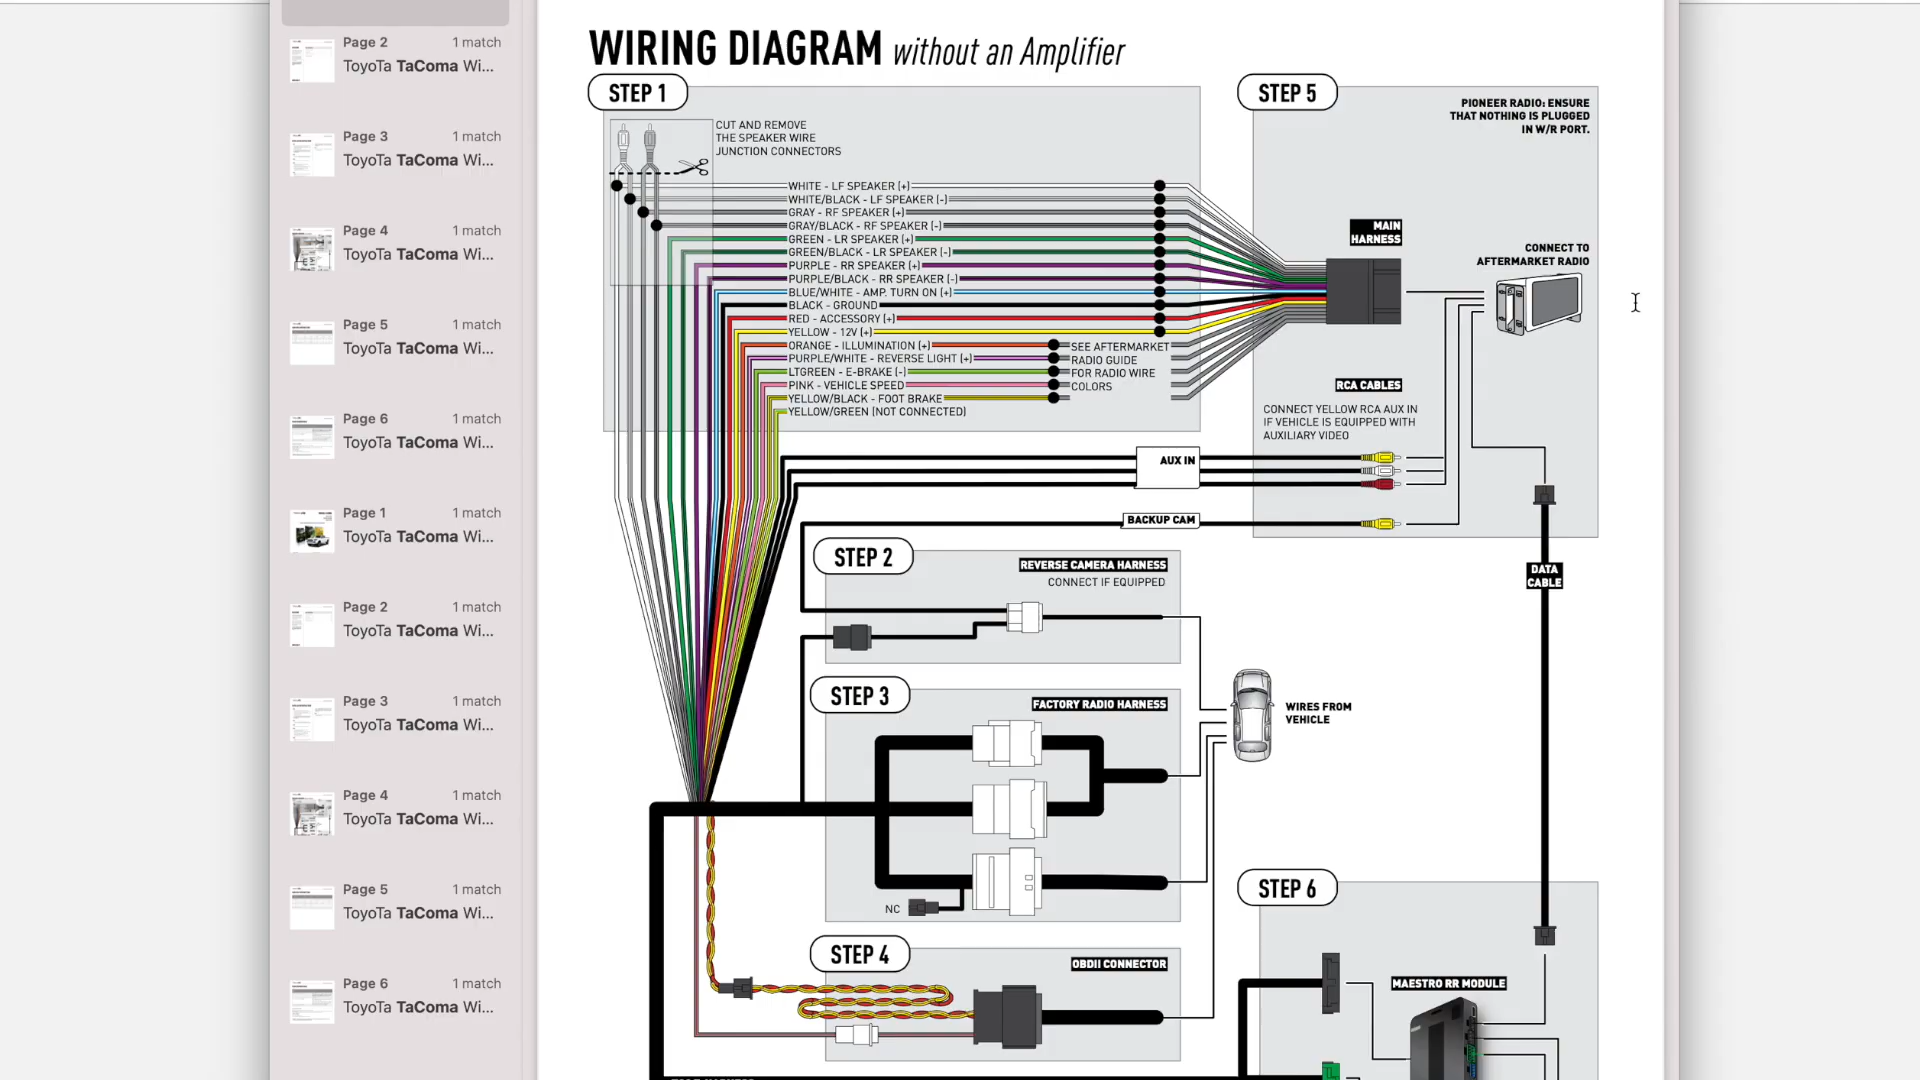 Page 2 1 match
ToyoTa TaComa Wi...
Page 3 1 match
ToyoTa TaComa Wi...
Page 4 1 match
ToyoTa TaComa Wi...
Page 5 1 match
ToyoTa TaComa Wi...
Page 6 1 match
ToyoTa TaComa Wi...
Page 1 1 match
ToyoTa TaComa Wi...
Page 2 1 match
ToyoTa TaComa Wi...
Page 3 1 match
ToyoTa TaComa Wi...
Page 4 1 match
ToyoTa TaComa Wi...
Page 5 1 match
ToyoTa TaComa Wi...
Page 6 1 match
ToyoTa TaComa Wi...
WIRING DIAGRAM without an Amplifier
STEP 1
CUT AND REMOVE
THE SPEAKER WIRE
JUNCTION CONNECTORS
WHITE - LF SPEAKER (+)
WHITE/BLACK - LF SPEAKER (-)
GRAY - RF SPEAKER (+)
GRAY/BLACK - RF SPEAKER (-)
GREEN - LR SPEAKER (+)
GREEN/BLACK - LR SPEAKER (-)
PURPLE - RR SPEAKER (+)
PURPLE/BLACK - RR SPEAKER (-)
BLUE/WHITE - AMP. TURN ON (+)
BLACK - GROUND
RED - ACCESSORY (+)
YELLOW - 12V (+)
ORANGE - ILLUMINATION (+)
PURPLE/WHITE - REVERSE LIGHT (+)
LTGREEN - E-BRAKE (-)
PINK - VEHICLE SPEED
YELLOW/BLACK - FOOT BRAKE
YELLOW/GREEN (NOT CONNECTED)
SEE AFTERMARKET
RADIO GUIDE
FOR RADIO WIRE
COLORS
STEP 5
PIONEER RADIO: ENSURE
THAT NOTHING IS PLUGGED
IN W/R PORT.
MAIN
HARNESS
CONNECT TO
AFTERMARKET RADIO
RCA CABLES
CONNECT YELLOW RCA AUX IN
IF VEHICLE IS EQUIPPED WITH
AUXILIARY VIDEO
AUX IN
BACKUP CAM
DATA
CABLE
STEP 2
REVERSE CAMERA HARNESS
CONNECT IF EQUIPPED
STEP 3
FACTORY RADIO HARNESS
WIRES FROM
VEHICLE
NC
STEP 4
OBDII CONNECTOR
STEP 6
MAESTRO RR MODULE